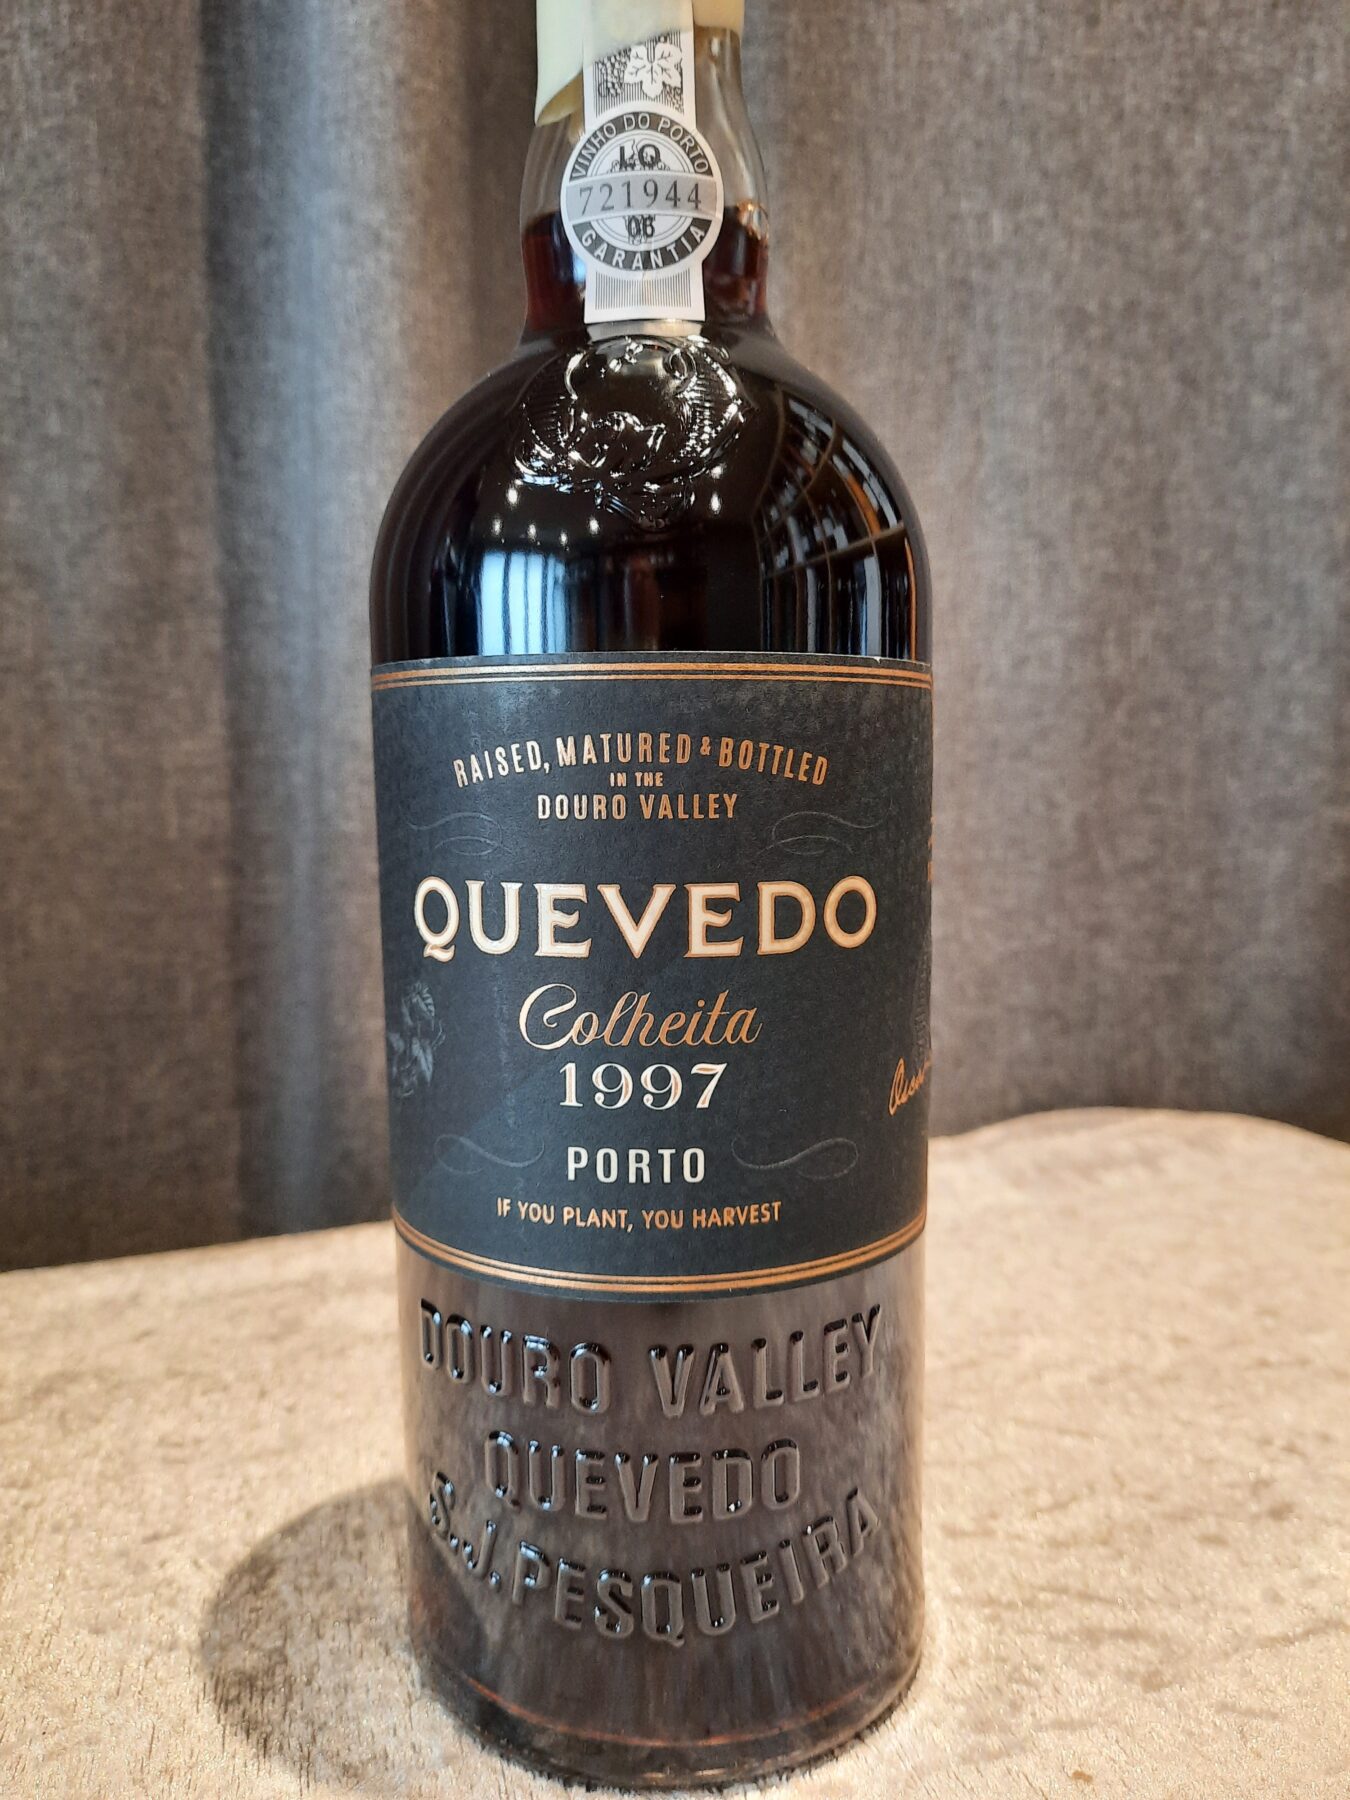 VINHO DO PORTO
LQ
721944
06
GARANTIA
RAISED, MATURED & BOTTLED
IN THE
DOURO VALLEY
QUEVEDO
Colheita
1997
PORTO
IF YOU PLANT, YOU HARVEST
DOURO VALLEY
QUEVEDO
S.J.PESQUEIRA